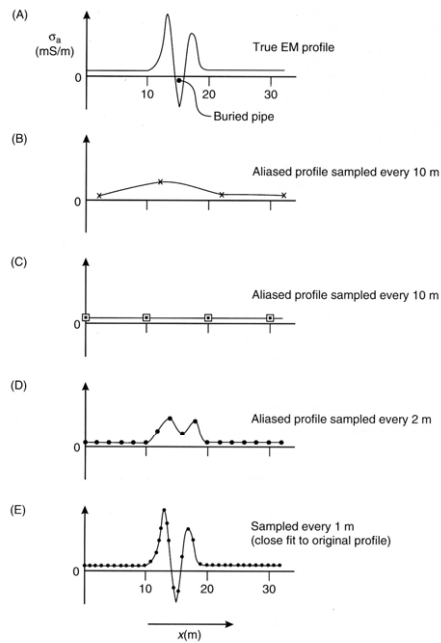 (A)
σa
(mS/m)
True EM profile
0
10 20 30
Buried pipe
(B)
Aliased profile sampled every 10 m
0
(C)
Aliased profile sampled every 10 m
0
(D)
Aliased profile sampled every 2 m
0
(E)
Sampled every 1 m
(close fit to original profile)
0
10 20 30
x(m)